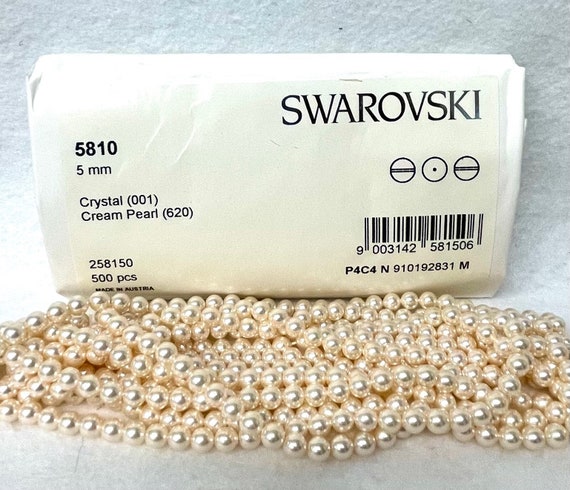 SWAROVSKI
5810
5 mm
Crystal (001)
Cream Pearl (620)
9 003142 581506
258150
500 pcs
MADE IN AUSTRIA
P4C4 N 910192831 M